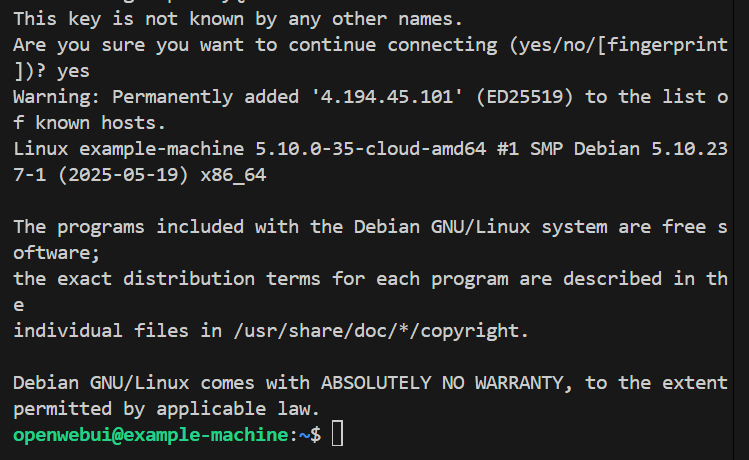 This key is not known by any other names.
Are you sure you want to continue connecting (yes/no/[fingerprint
])? yes
Warning: Permanently added '4.194.45.101' (ED25519) to the list o
f known hosts.
Linux example-machine 5.10.0-35-cloud-amd64 #1 SMP Debian 5.10.23
7-1 (2025-05-19) x86_64
The programs included with the Debian GNU/Linux system are free s
oftware;
the exact distribution terms for each program are described in th
e
individual files in /usr/share/doc/*/copyright.
Debian GNU/Linux comes with ABSOLUTELY NO WARRANTY, to the extent
permitted by applicable law.
openwebui@example-machine:~$